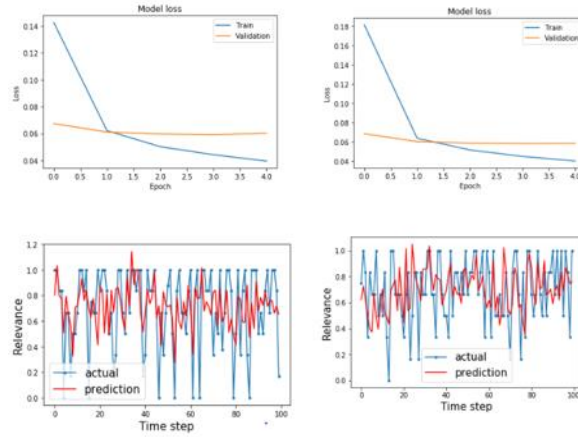 Model loss
Train
Validation
0.14
0.12
0.10
0.08
0.06
0.04
Loss
0.0 0.5 1.0 1.5 2.0 2.5 3.0 3.5 4.0
Epoch
Model loss
Train
Validation
0.18
0.16
0.14
0.12
0.10
0.08
0.06
0.04
Loss
0.0 0.5 1.0 1.5 2.0 2.5 3.0 3.5 4.0
Epoch
1.2
1.0
0.8
0.6
0.4
0.2
0.0
Relevance
actual
prediction
0 20 40 60 80 100
Time step
1.0
0.8
0.6
0.4
0.2
0.0
Relevance
actual
prediction
0 20 40 60 80 100
Time step